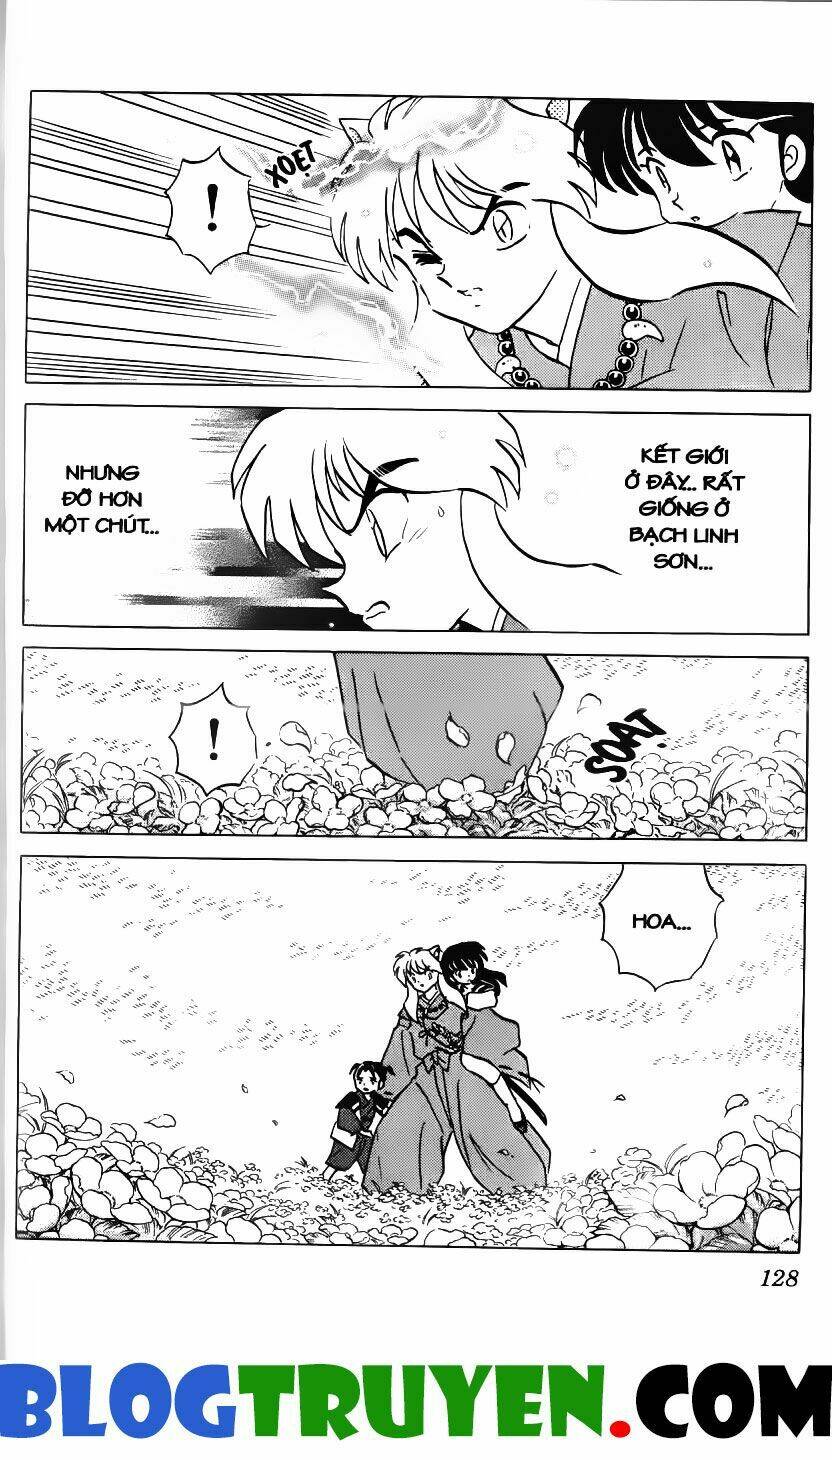 !
XOẸT
KẾT GIỚI
Ở ĐÂY... RẤT
GIỐNG Ở
BẠCH LINH
SƠN...
NHƯNG
ĐỠ HƠN
MỘT CHÚT...
!
SOẠT
HOA...
128
BLOGTRUYEN.COM